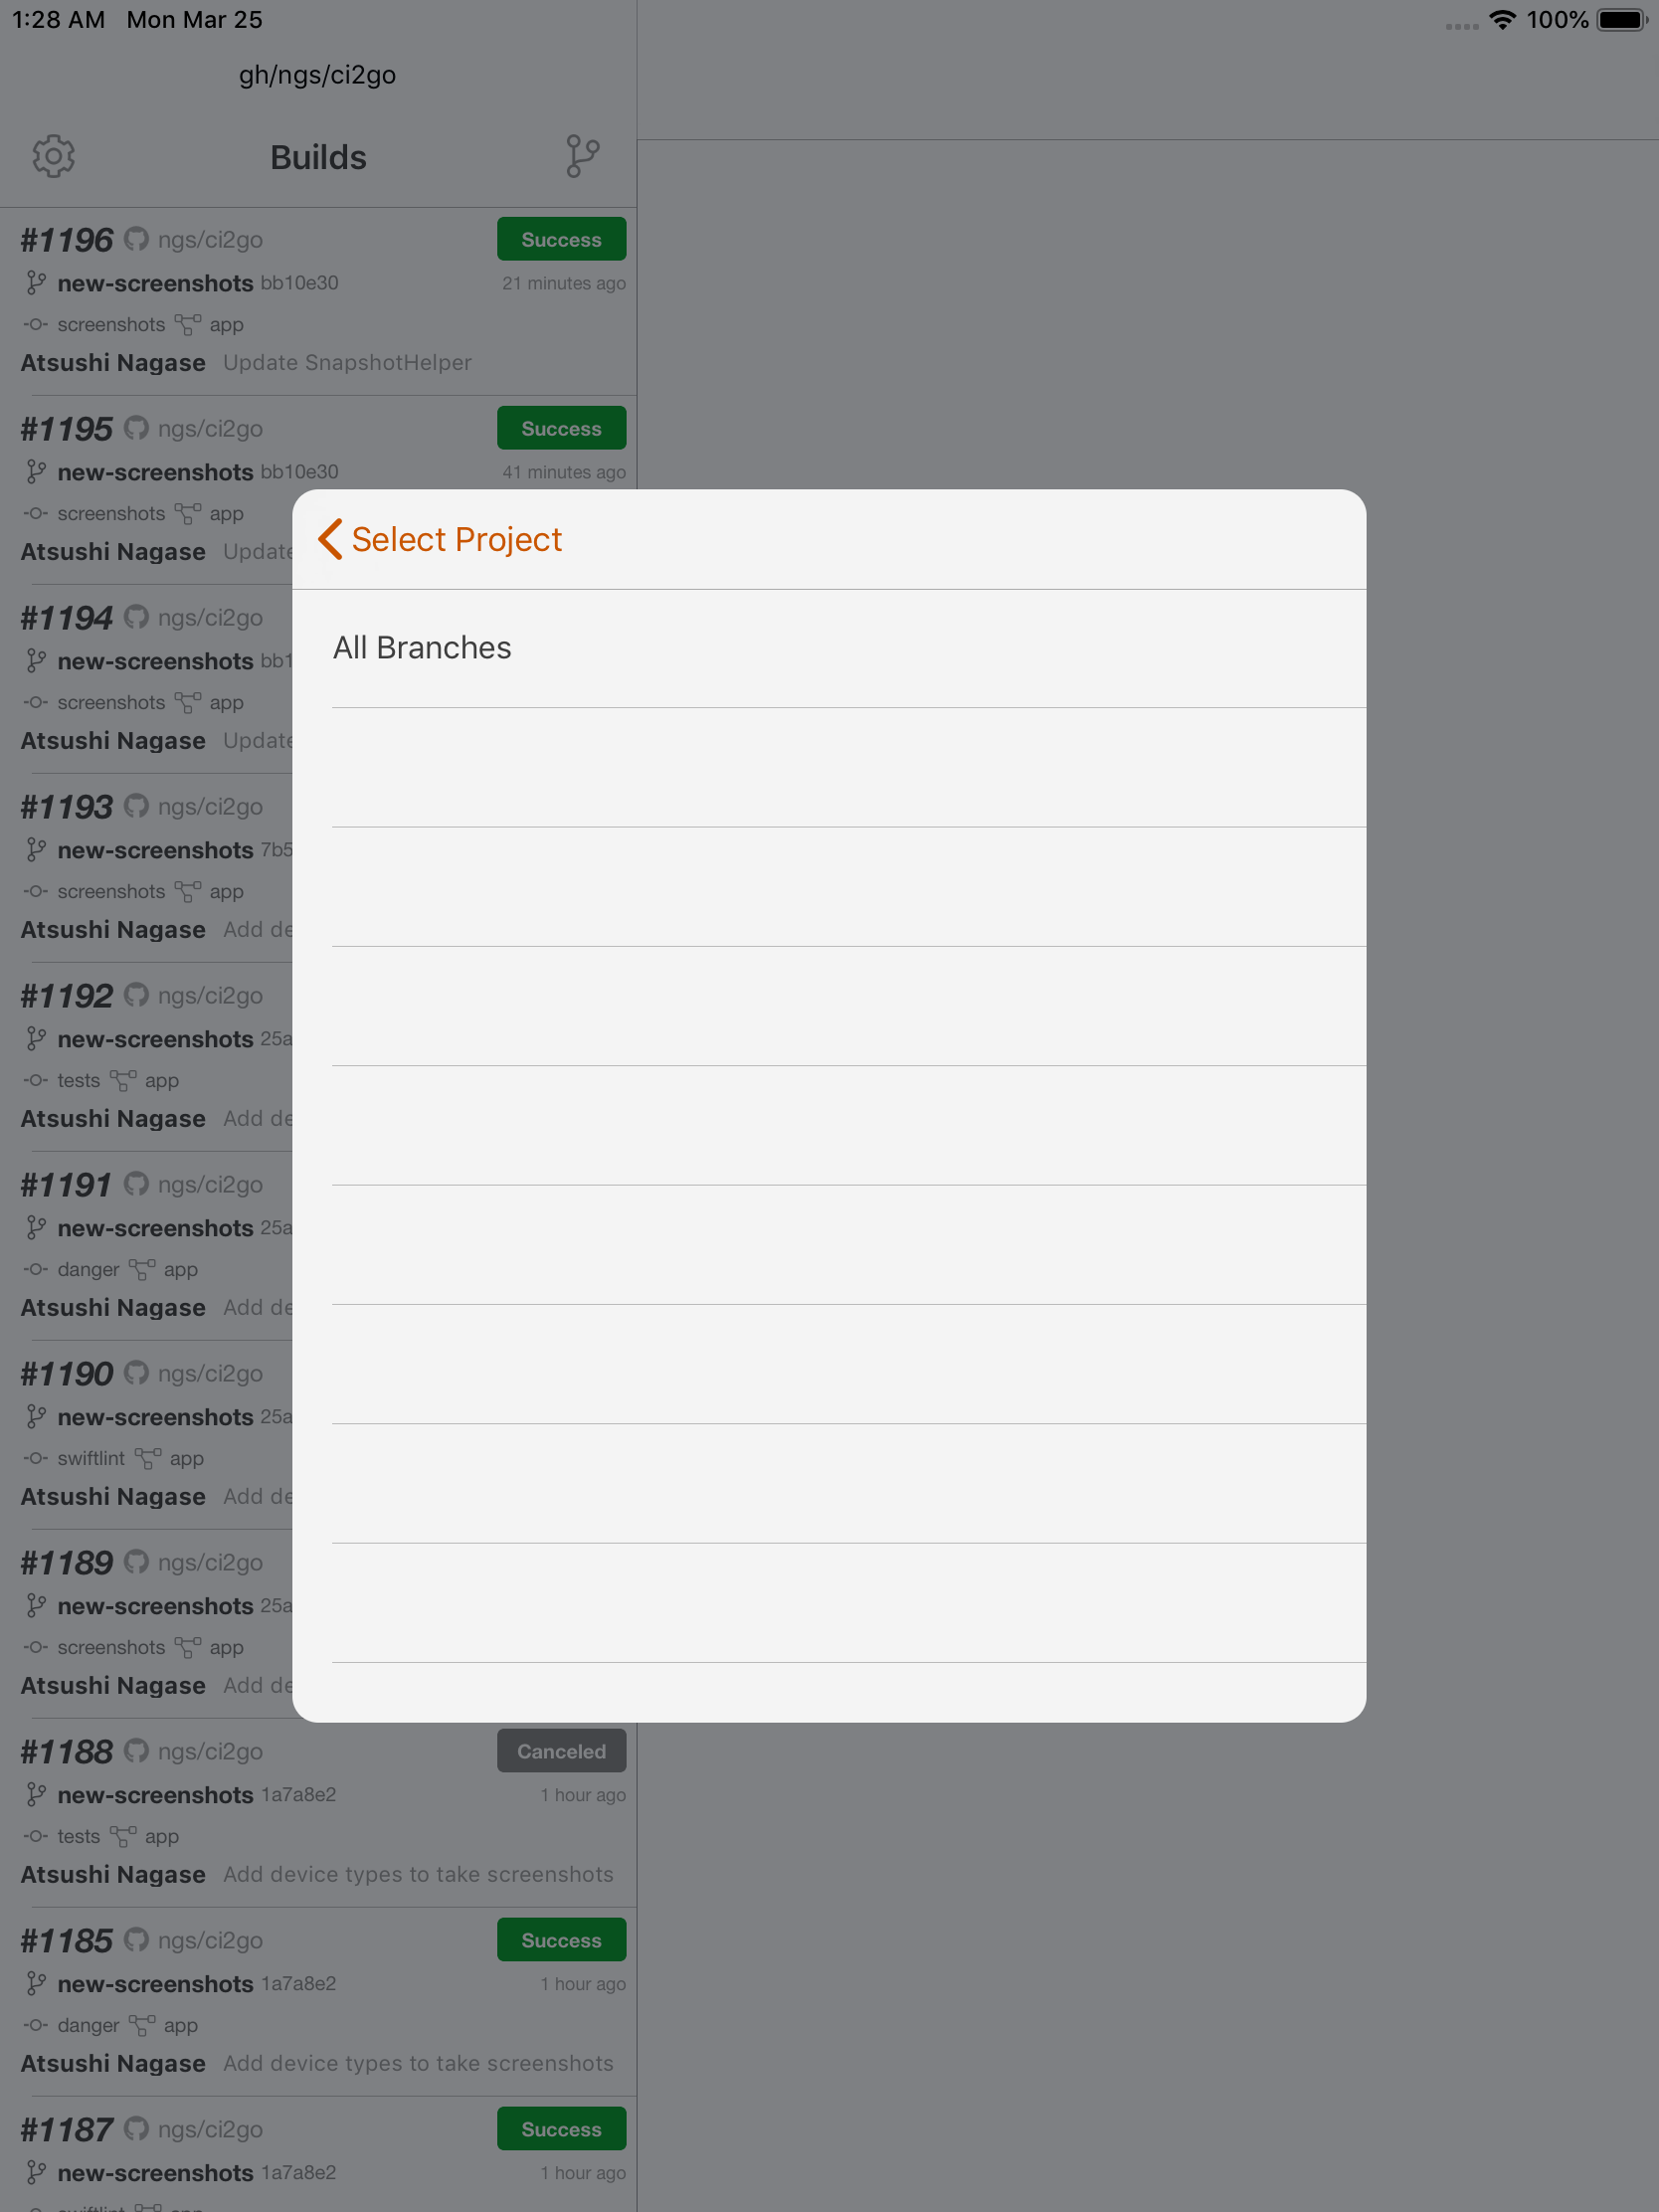 1:28 AM Mon Mar 25 100%
gh/ngs/ci2go
Builds
#1196 ngs/ci2go Success
new-screenshots bb10e30 21 minutes ago
screenshots app
Atsushi Nagase Update SnapshotHelper
#1195 ngs/ci2go Success
new-screenshots bb10e30 41 minutes ago
screenshots app
Atsushi Nagase Update
#1194 ngs/ci2go
new-screenshots bb1
screenshots app
Atsushi Nagase Update
#1193 ngs/ci2go
new-screenshots 7b5
screenshots app
Atsushi Nagase Add de
#1192 ngs/ci2go
new-screenshots 25a
tests app
Atsushi Nagase Add de
#1191 ngs/ci2go
new-screenshots 25a
danger app
Atsushi Nagase Add de
#1190 ngs/ci2go
new-screenshots 25a
swiftlint app
Atsushi Nagase Add de
#1189 ngs/ci2go
new-screenshots 25a
screenshots app
Atsushi Nagase Add de
#1188 ngs/ci2go Canceled
new-screenshots 1a7a8e2 1 hour ago
tests app
Atsushi Nagase Add device types to take screenshots
#1185 ngs/ci2go Success
new-screenshots 1a7a8e2 1 hour ago
danger app
Atsushi Nagase Add device types to take screenshots
#1187 ngs/ci2go Success
new-screenshots 1a7a8e2 1 hour ago
swiftlint app
Select Project
All Branches